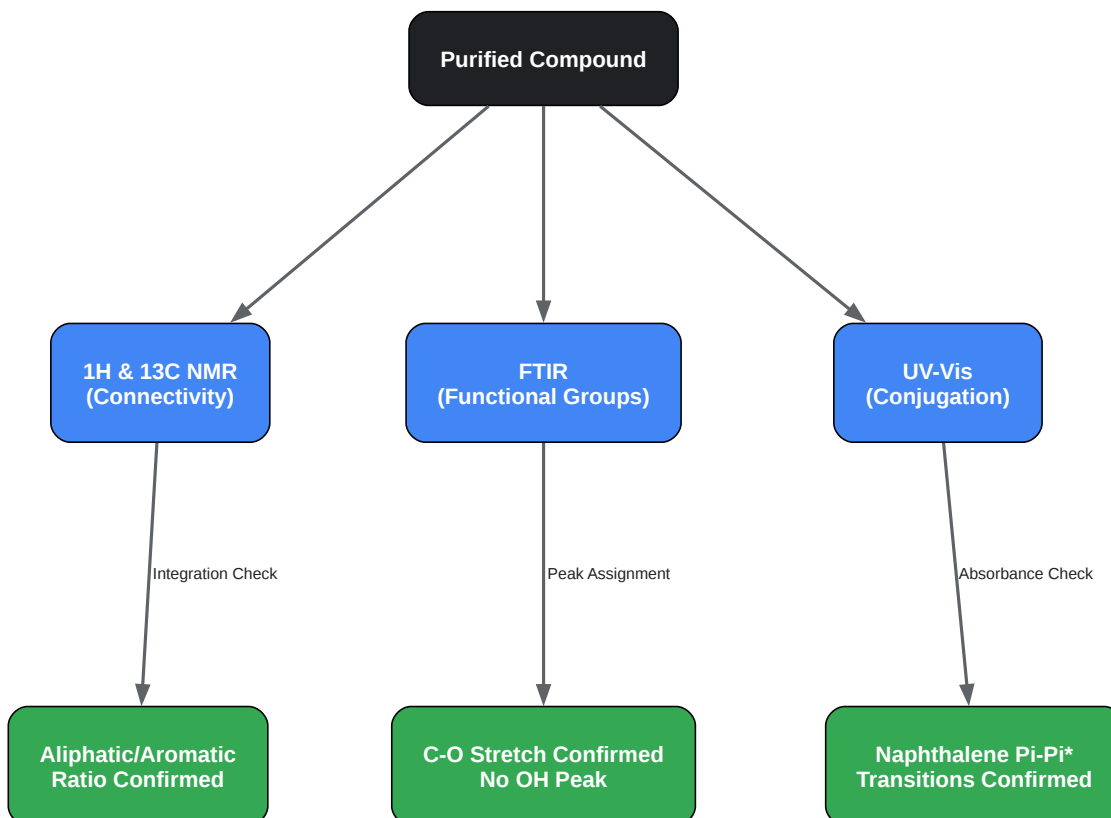 Purified Compound
1H & 13C NMR
(Connectivity)
FTIR
(Functional Groups)
UV-Vis
(Conjugation)
Integration Check
Peak Assignment
Absorbance Check
Aliphatic/Aromatic
Ratio Confirmed
C-O Stretch Confirmed
No OH Peak
Naphthalene Pi-Pi*
Transitions Confirmed